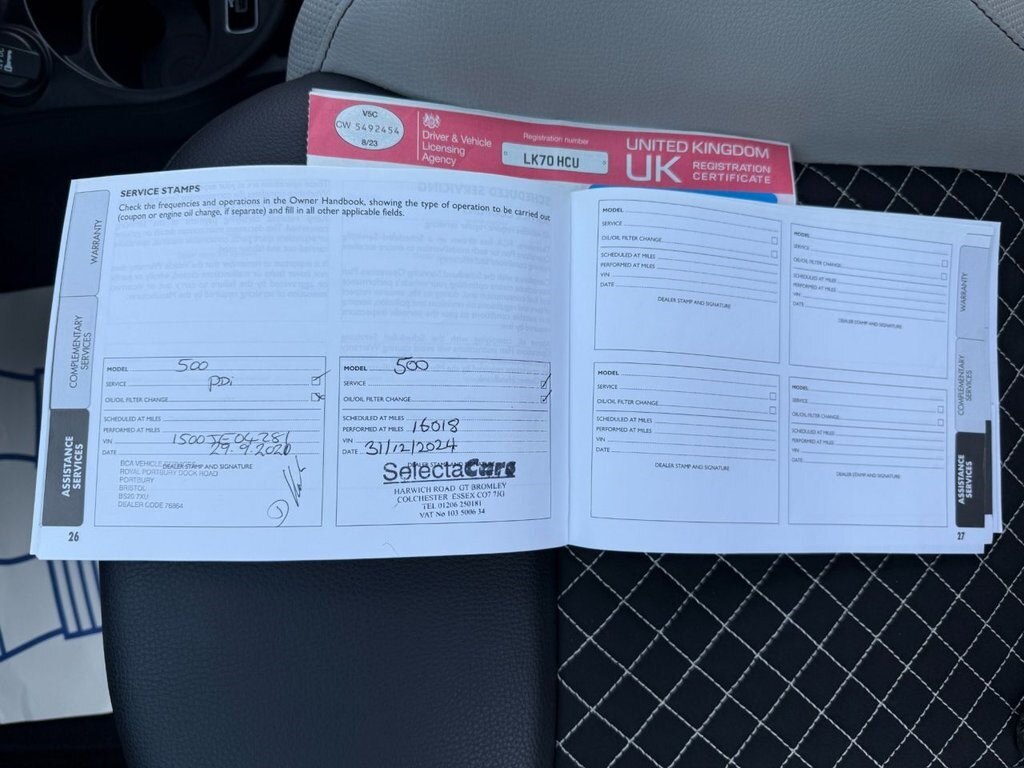 V5C
CW 5492454
8/23
Driver & Vehicle
Licensing
Agency
Registration number
LK70 HCU
UNITED KINGDOM
UK
REGISTRATION
CERTIFICATE
SERVICE STAMPS
Check the frequencies and operations in the Owner Handbook, showing the type of operation to be carried out
(coupon or engine oil change, if separate) and fill in all other applicable fields.
WARRANTY
COMPLEMENTARY
SERVICES
ASSISTANCE
SERVICES
MODEL 500
SERVICE PDi
OIL/OIL FILTER CHANGE
SCHEDULED AT MILES
PERFORMED AT MILES
VIN 1500JE04281
DATE 29.9.2020
DEALER STAMP AND SIGNATURE
BCA VEHICLE
ROYAL PORTBURY DOCK ROAD
PORTBURY
BRISTOL
BS20 7XU
DEALER CODE 76864
26
MODEL 500
SERVICE
OIL/OIL FILTER CHANGE
SCHEDULED AT MILES
PERFORMED AT MILES 16018
VIN
DATE 31/12/2024
SelectaCars
HARWICH ROAD GT BROMLEY
COLCHESTER ESSEX CO7 7JG
TEL 01206 250181
VAT No 103 5006 34
MODEL
SERVICE
OIL/OIL FILTER CHANGE
SCHEDULED AT MILES
PERFORMED AT MILES
VIN
DATE
DEALER STAMP AND SIGNATURE
MODEL
SERVICE
OIL/OIL FILTER CHANGE
SCHEDULED AT MILES
PERFORMED AT MILES
VIN
DATE
DEALER STAMP AND SIGNATURE
MODEL
SERVICE
OIL/OIL FILTER CHANGE
SCHEDULED AT MILES
PERFORMED AT MILES
VIN
DATE
DEALER STAMP AND SIGNATURE
MODEL
SERVICE
OIL/OIL FILTER CHANGE
SCHEDULED AT MILES
PERFORMED AT MILES
VIN
DATE
DEALER STAMP AND SIGNATURE
WARRANTY
COMPLEMENTARY
SERVICES
ASSISTANCE
SERVICES
27